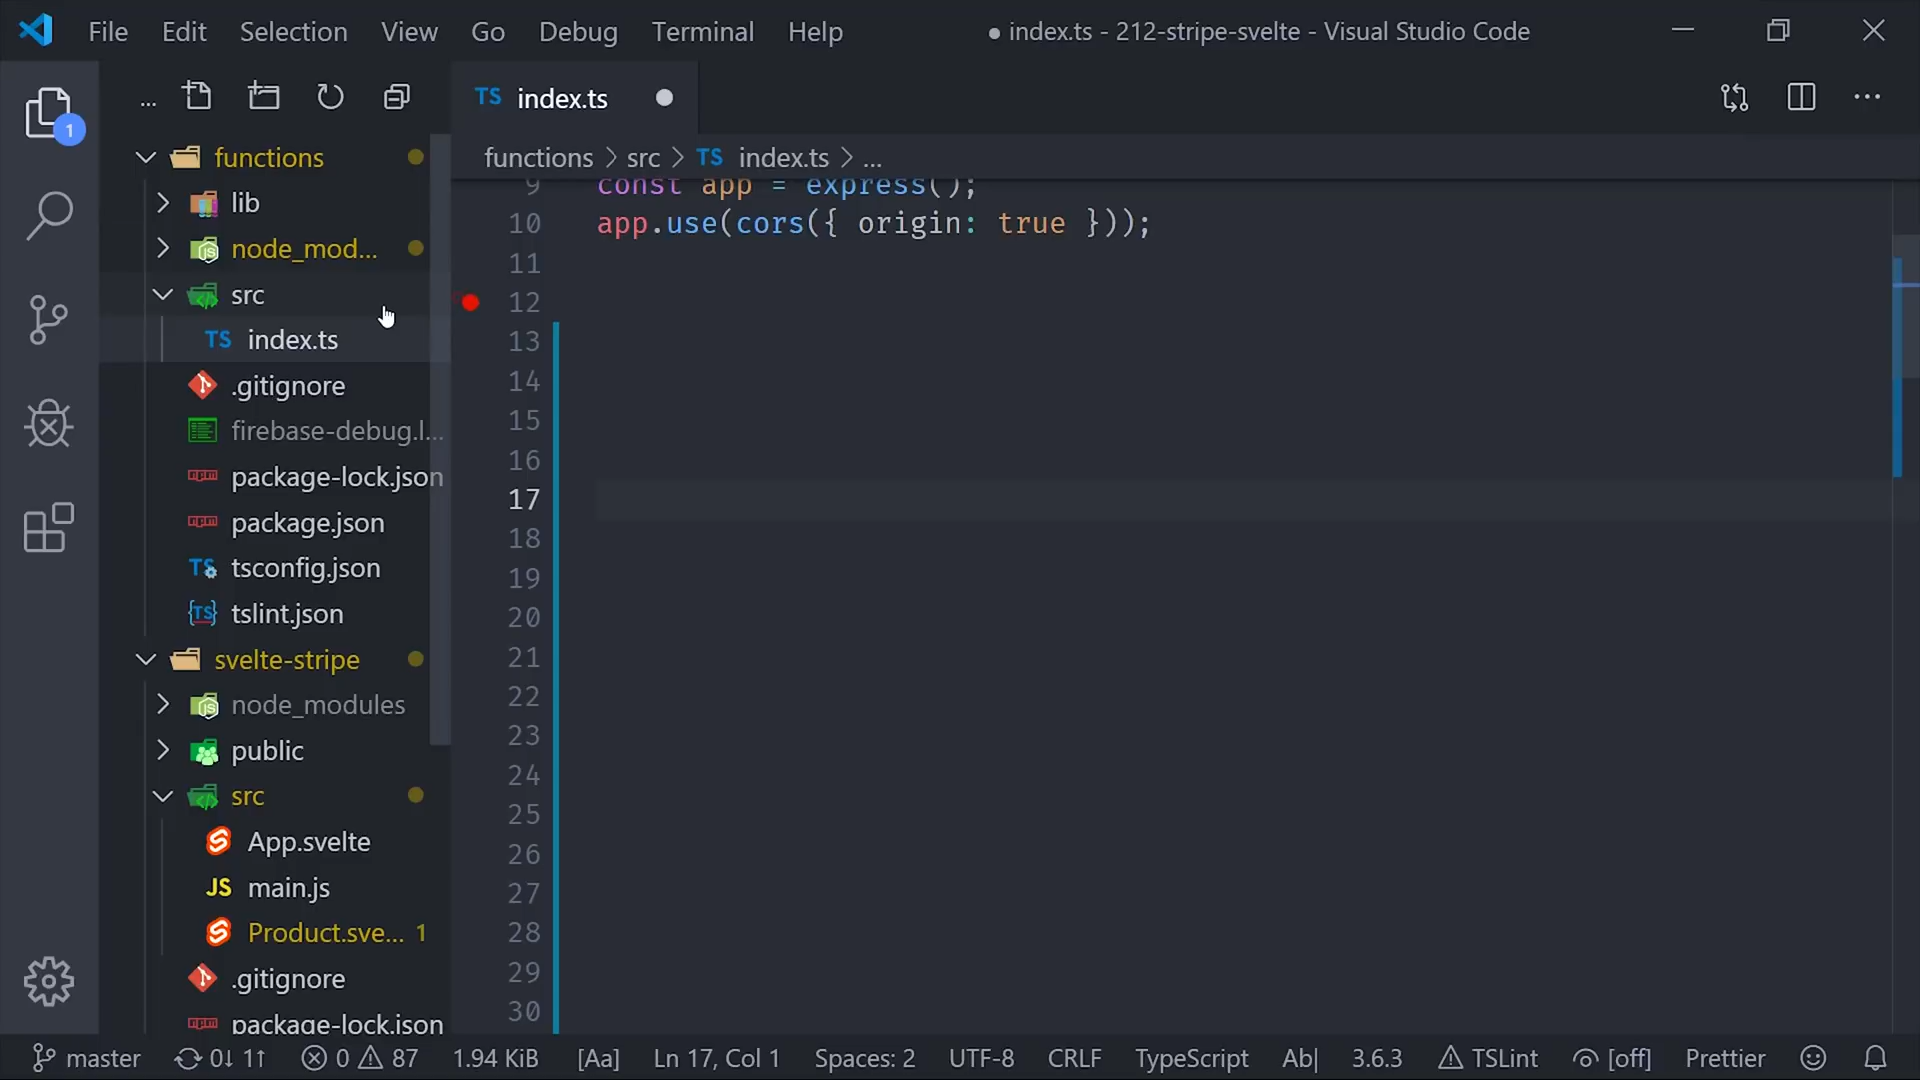 File Edit Selection View Go Debug Terminal Help ● index.ts - 212-stripe-svelte - Visual Studio Code
...
TS index.ts
1
functions
lib
node_mod...
src
TS index.ts
.gitignore
firebase-debug.l...
package-lock.json
package.json
TS tsconfig.json
{TS} tslint.json
svelte-stripe
node_modules
public
src
App.svelte
JS main.js
Product.sve... 1
.gitignore
package-lock.json
functions > src > TS index.ts > ...
9 const app = express();
10 app.use(cors({ origin: true }));
11
12
13
14
15
16
17
18
19
20
21
22
23
24
25
26
27
28
29
30
master 0↓ 1↑ 0 87 1.94 KiB [Aa] Ln 17, Col 1 Spaces: 2 UTF-8 CRLF TypeScript Ab| 3.6.3 TSLint [off] Prettier